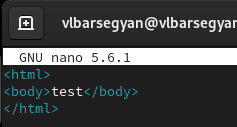 vlbarsegyan@vlbarsegyan
GNU nano 5.6.1
<html>
<body>test</body>
</html>